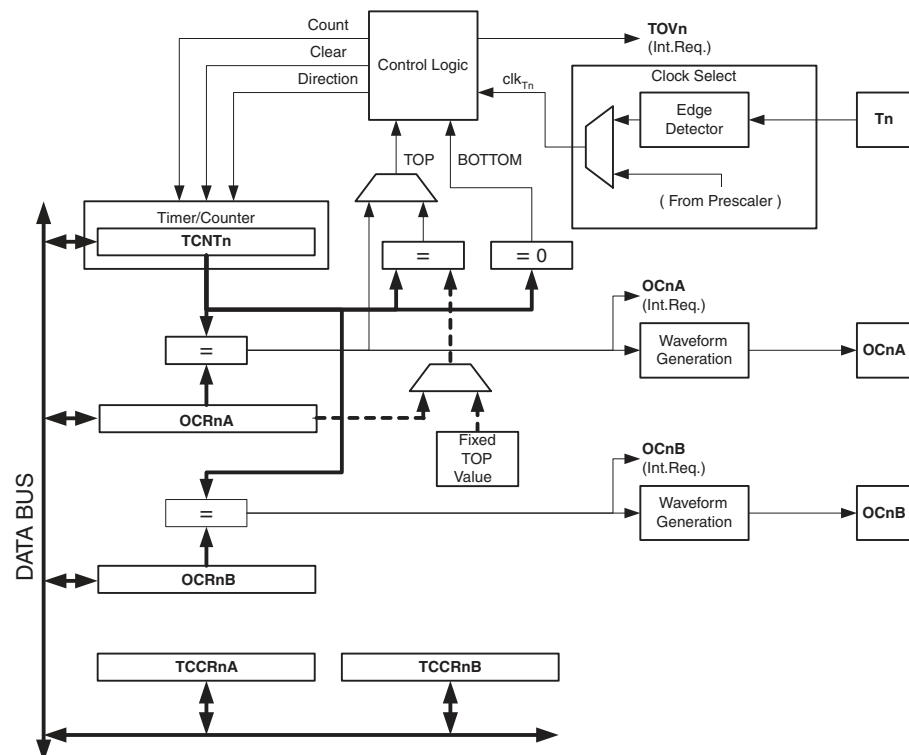 Count
Clear
Direction
Control Logic
TOVn
(Int.Req.)
clkTn
Clock Select
Edge
Detector
( From Prescaler )
Tn
TOP
BOTTOM
Timer/Counter
TCNTn
=
= 0
OCnA
(Int.Req.)
=
Waveform
Generation
OCnA
OCRnA
Fixed
TOP
Value
OCnB
(Int.Req.)
=
Waveform
Generation
OCnB
OCRnB
DATA BUS
TCCRnA
TCCRnB